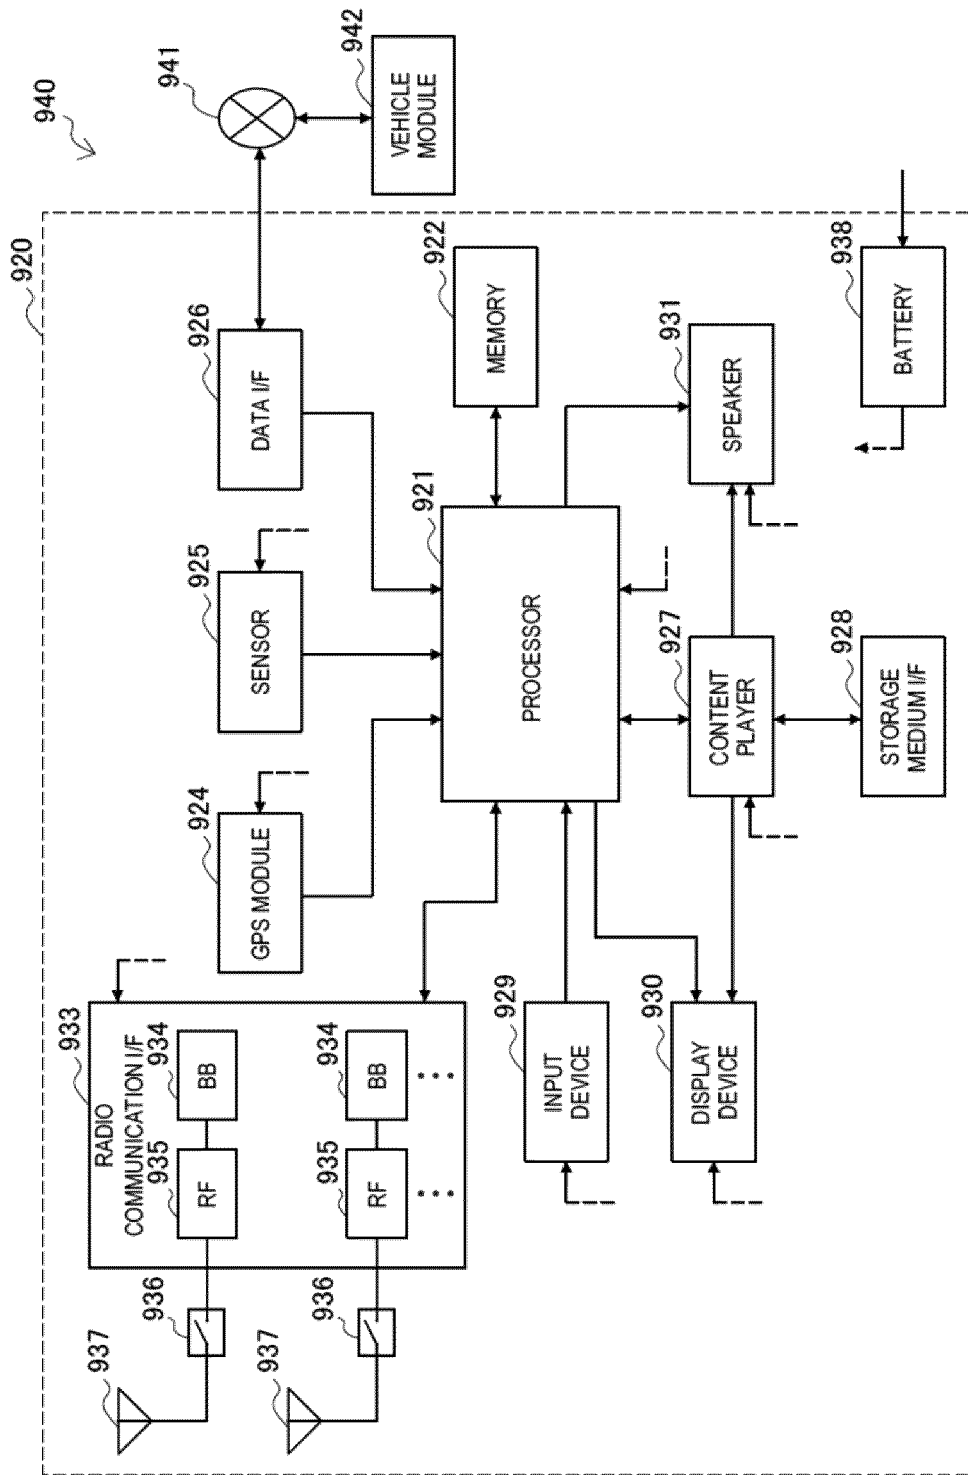 940
941
942
VEHICLE
MODULE
920
926
DATA I/F
922
MEMORY
938
BATTERY
931
SPEAKER
925
SENSOR
921
PROCESSOR
924
GPS MODULE
927
CONTENT
PLAYER
928
STORAGE
MEDIUM I/F
933
RADIO
COMMUNICATION I/F
934
BB
935
RF
936
937
934
BB
935
RF
936
937
929
INPUT
DEVICE
930
DISPLAY
DEVICE